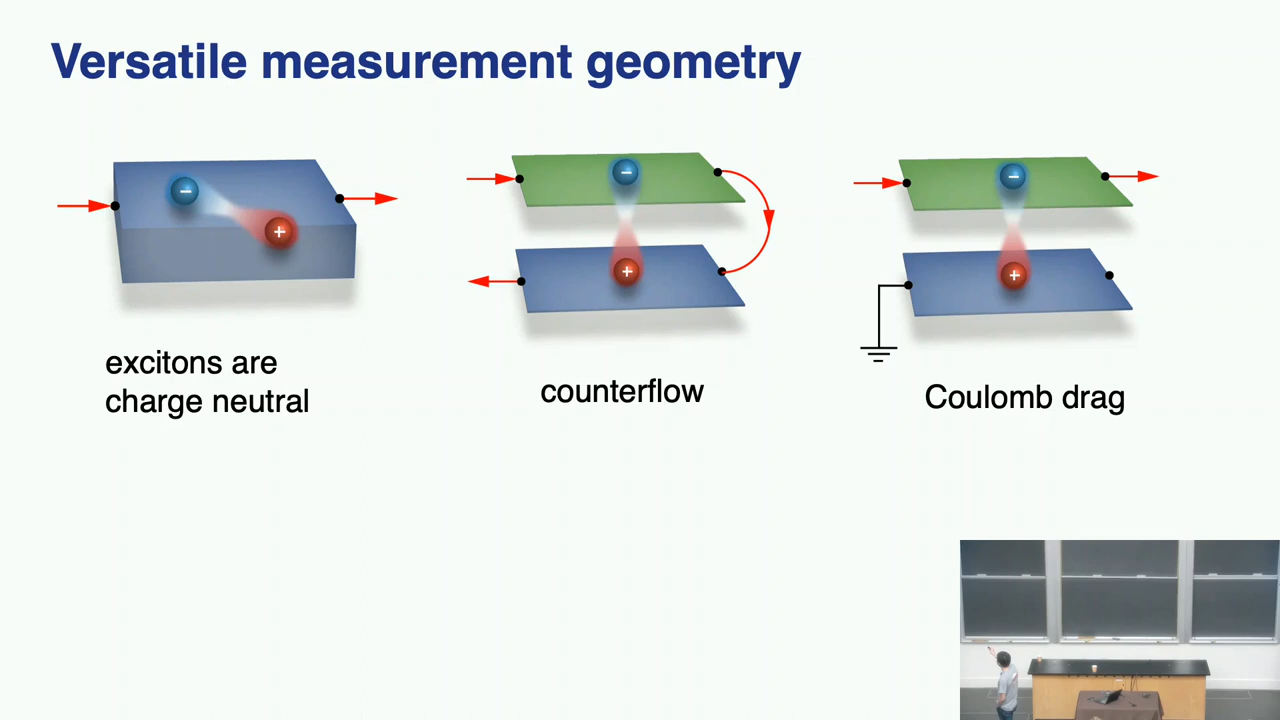 Versatile measurement geometry
−
+
excitons are
charge neutral
−
+
counterflow
−
+
Coulomb drag